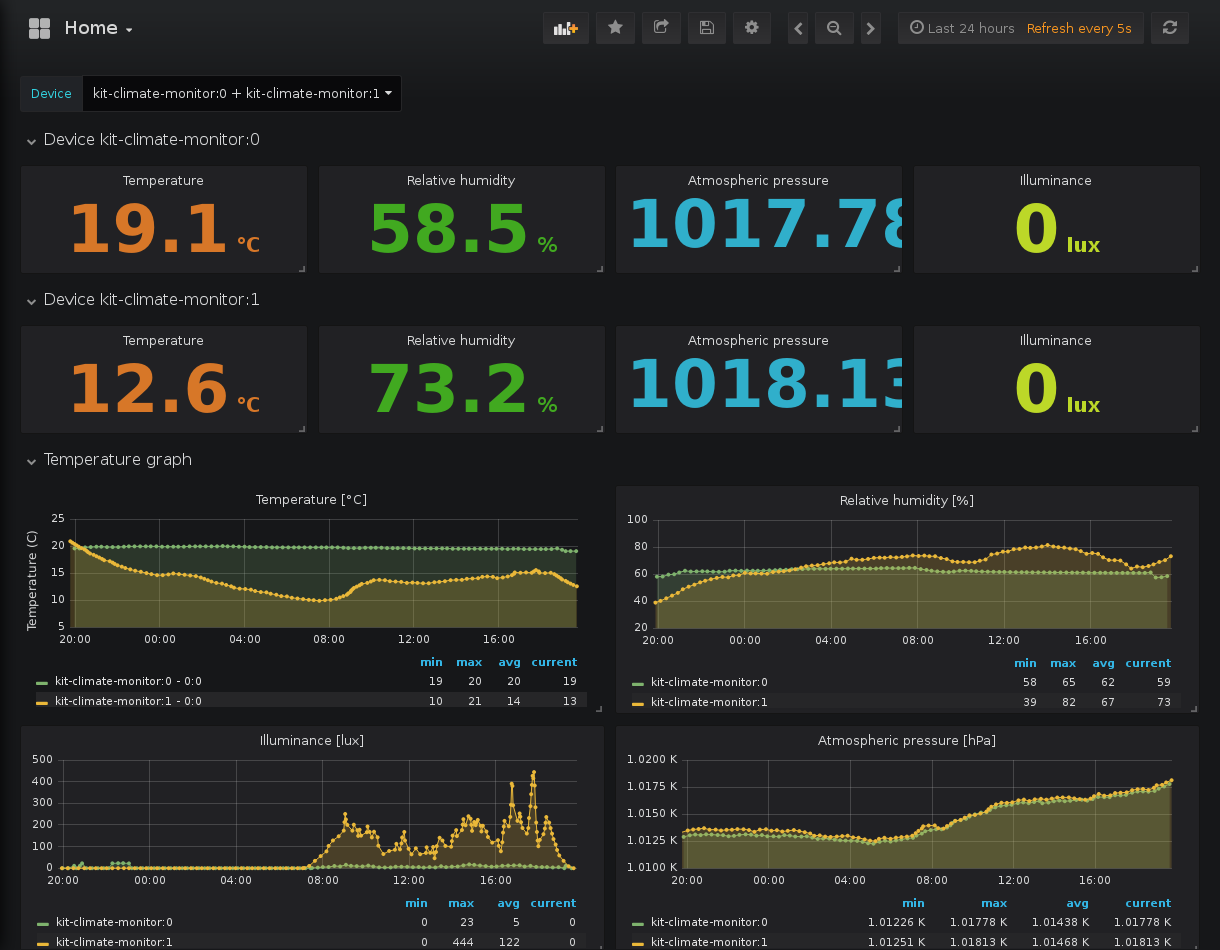 Home
Last 24 hours Refresh every 5s
Device kit-climate-monitor:0 + kit-climate-monitor:1
Device kit-climate-monitor:0
Temperature Relative humidity Atmospheric pressure Illuminance
19.1 °C 58.5 % 1017.78 0 lux
Device kit-climate-monitor:1
Temperature Relative humidity Atmospheric pressure Illuminance
12.6 °C 73.2 % 1018.13 0 lux
Temperature graph
Temperature [°C]
Temperature (C)
25
20
15
10
5
20:00 00:00 04:00 08:00 12:00 16:00
min max avg current
kit-climate-monitor:0 - 0:0 19 20 20 19
kit-climate-monitor:1 - 0:0 10 21 14 13
Relative humidity [%]
100
80
60
40
20
20:00 00:00 04:00 08:00 12:00 16:00
min max avg current
kit-climate-monitor:0 58 65 62 59
kit-climate-monitor:1 39 82 67 73
Illuminance [lux]
500
400
300
200
100
0
20:00 00:00 04:00 08:00 12:00 16:00
min max avg current
kit-climate-monitor:0 0 23 5 0
kit-climate-monitor:1 0 444 122 0
Atmospheric pressure [hPa]
1.0200 K
1.0175 K
1.0150 K
1.0125 K
1.0100 K
20:00 00:00 04:00 08:00 12:00 16:00
min max avg current
kit-climate-monitor:0 1.01226 K 1.01778 K 1.01438 K 1.01778 K
kit-climate-monitor:1 1.01251 K 1.01813 K 1.01468 K 1.01813 K